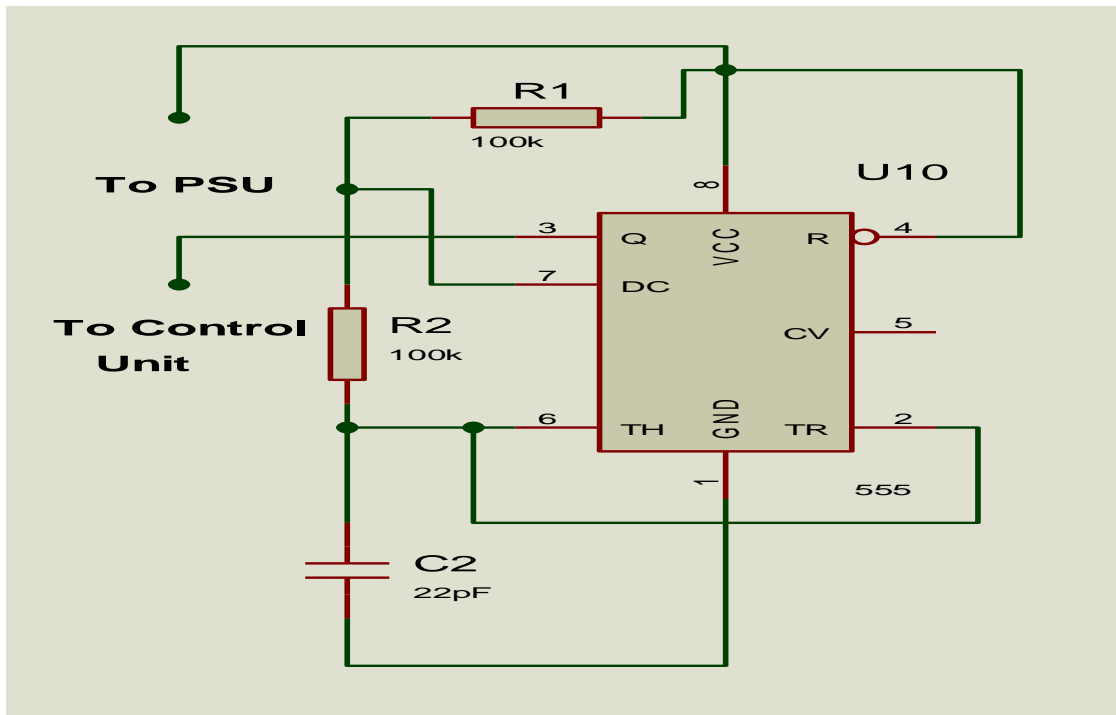 R1
100k
To PSU
8
U10
3
Q
VCC
R
4
7
DC
To Control
Unit
R2
100k
CV
5
6
TH
GND
TR
2
1
555
C2
22pF